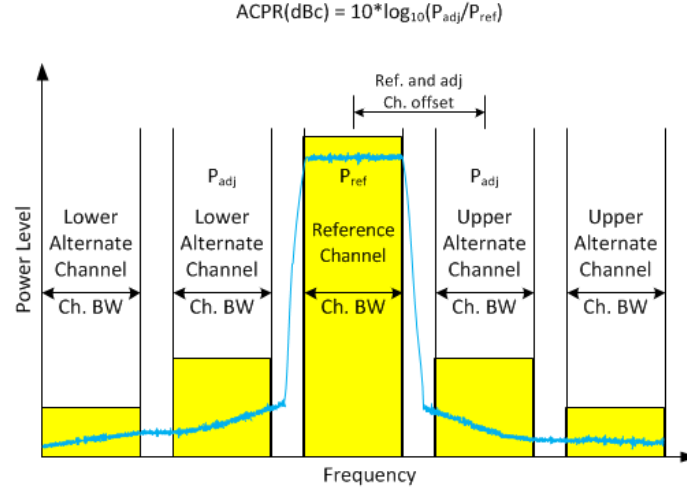 ACPR(dBc) = 10*log₁₀(Pₐdⱼ/Pᵣₑf)
Ref. and adj
Ch. offset
Padj
Pref
Padj
Lower
Alternate
Channel
Lower
Alternate
Channel
Reference
Channel
Upper
Alternate
Channel
Upper
Alternate
Channel
Ch. BW
Ch. BW
Ch. BW
Ch. BW
Ch. BW
Power Level
Frequency